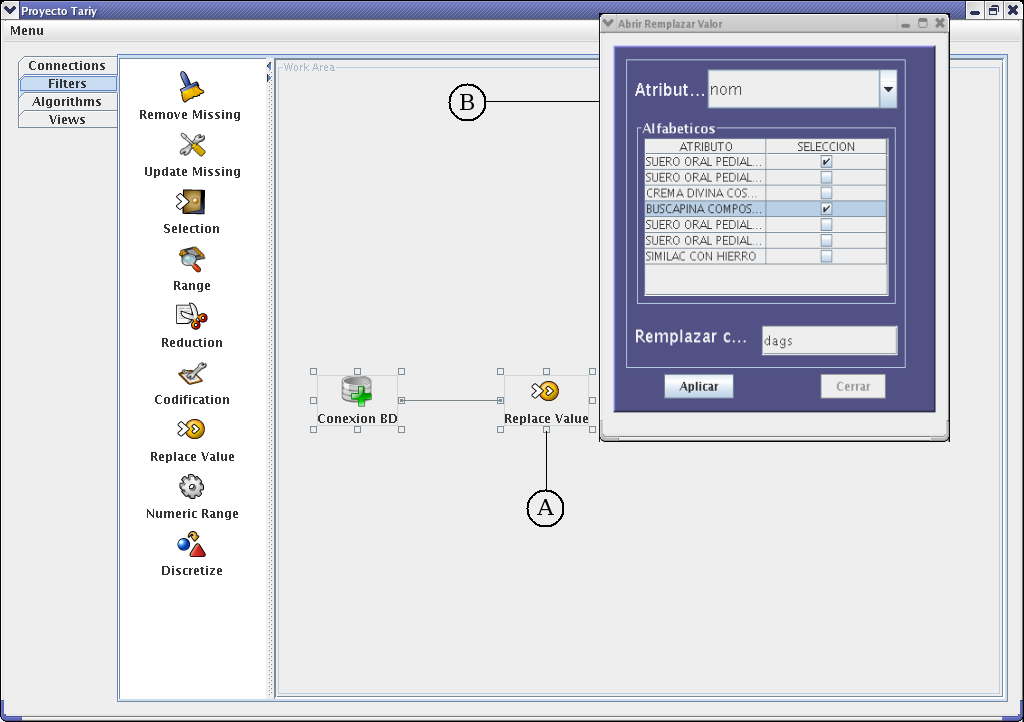 Proyecto Tariy
Menu
Connections
Filters
Algorithms
Views
Remove Missing
Update Missing
Selection
Range
Reduction
Codification
Replace Value
Numeric Range
Discretize
Work Area
B
Conexion BD
Replace Value
A
Abrir Remplazar Valor
Atribut... nom
Alfabeticos
ATRIBUTO SELECCION
SUERO ORAL PEDIAL...
SUERO ORAL PEDIAL...
CREMA DIVINA COS...
BUSCAPINA COMPOS...
SUERO ORAL PEDIAL...
SUERO ORAL PEDIAL...
SIMILAC CON HIERRO
Remplazar c... dags
Aplicar Cerrar